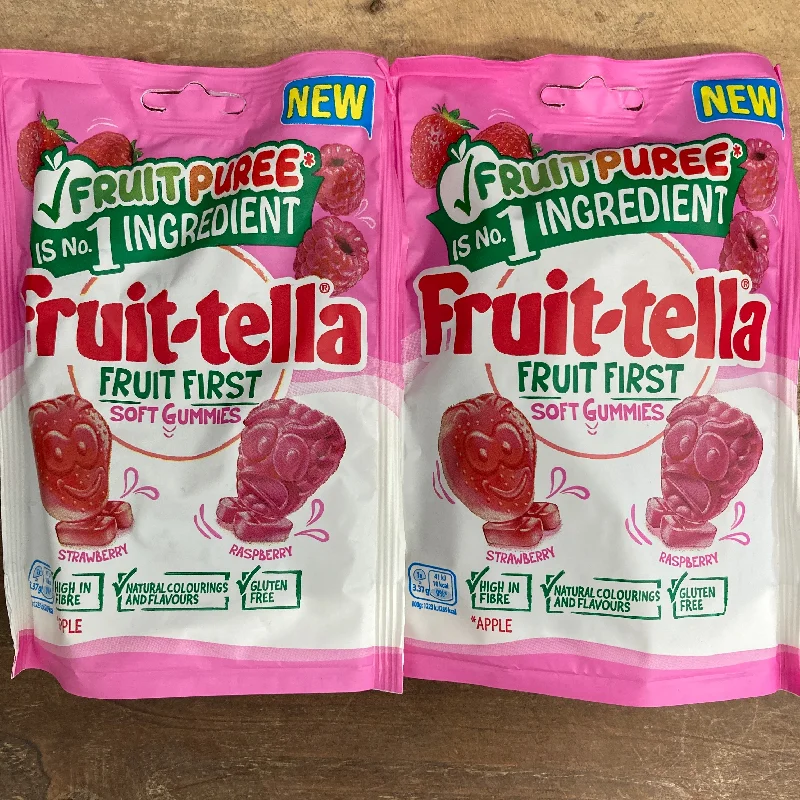 NEW
FRUIT PUREE*
IS No. 1 INGREDIENT
fruit-tella®
FRUIT FIRST
SOFT GUMMIES
STRAWBERRY
RASPBERRY
HIGH IN
FIBRE
NATURAL COLOURINGS
AND FLAVOURS
GLUTEN
FREE
NEW
FRUIT PUREE*
IS No. 1 INGREDIENT
Fruit-tella®
FRUIT FIRST
SOFT GUMMIES
STRAWBERRY
RASPBERRY
3.37g
HIGH IN
FIBRE
NATURAL COLOURINGS
AND FLAVOURS
GLUTEN
FREE
*APPLE